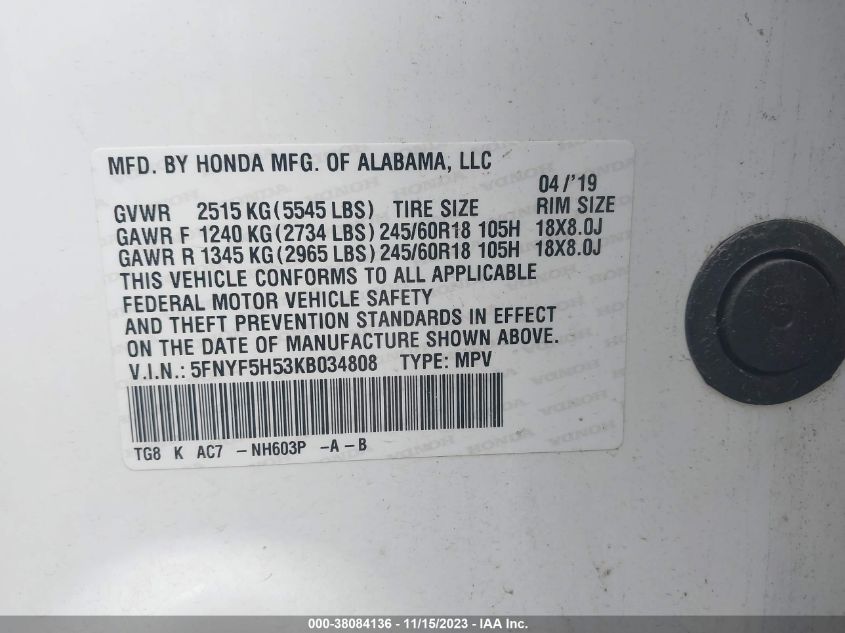 MFD. BY HONDA MFG. OF ALABAMA, LLC
04/'19
GVWR 2515 KG (5545 LBS) TIRE SIZE RIM SIZE
GAWR F 1240 KG (2734 LBS) 245/60R18 105H 18X8.0J
GAWR R 1345 KG (2965 LBS) 245/60R18 105H 18X8.0J
THIS VEHICLE CONFORMS TO ALL APPLICABLE
FEDERAL MOTOR VEHICLE SAFETY
AND THEFT PREVENTION STANDARDS IN EFFECT
ON THE DATE OF MANUFACTURE SHOWN ABOVE.
V.I.N.: 5FNYF5H53KB034808 TYPE: MPV
TG8 K AC7 -NH603P -A-B
000-38084136 - 11/15/2023 - IAA Inc.